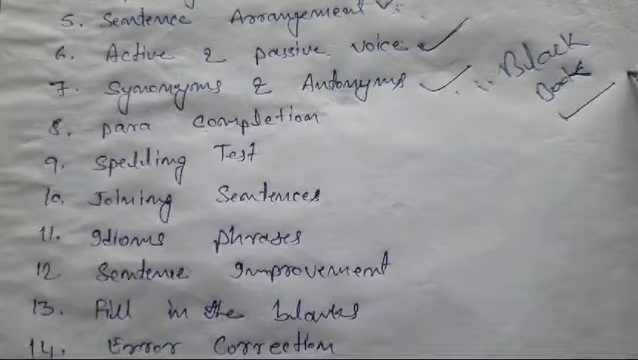 5. Sentence Arrangement
6. Active & passive voice
7. Synonyms & Antonyms
Black
Book
8. para completion
9. Spelling Test
10. Joining Sentences
11. Idioms phrases
12 Sentence Improvement
13. Fill in the blanks
14. Error Correction